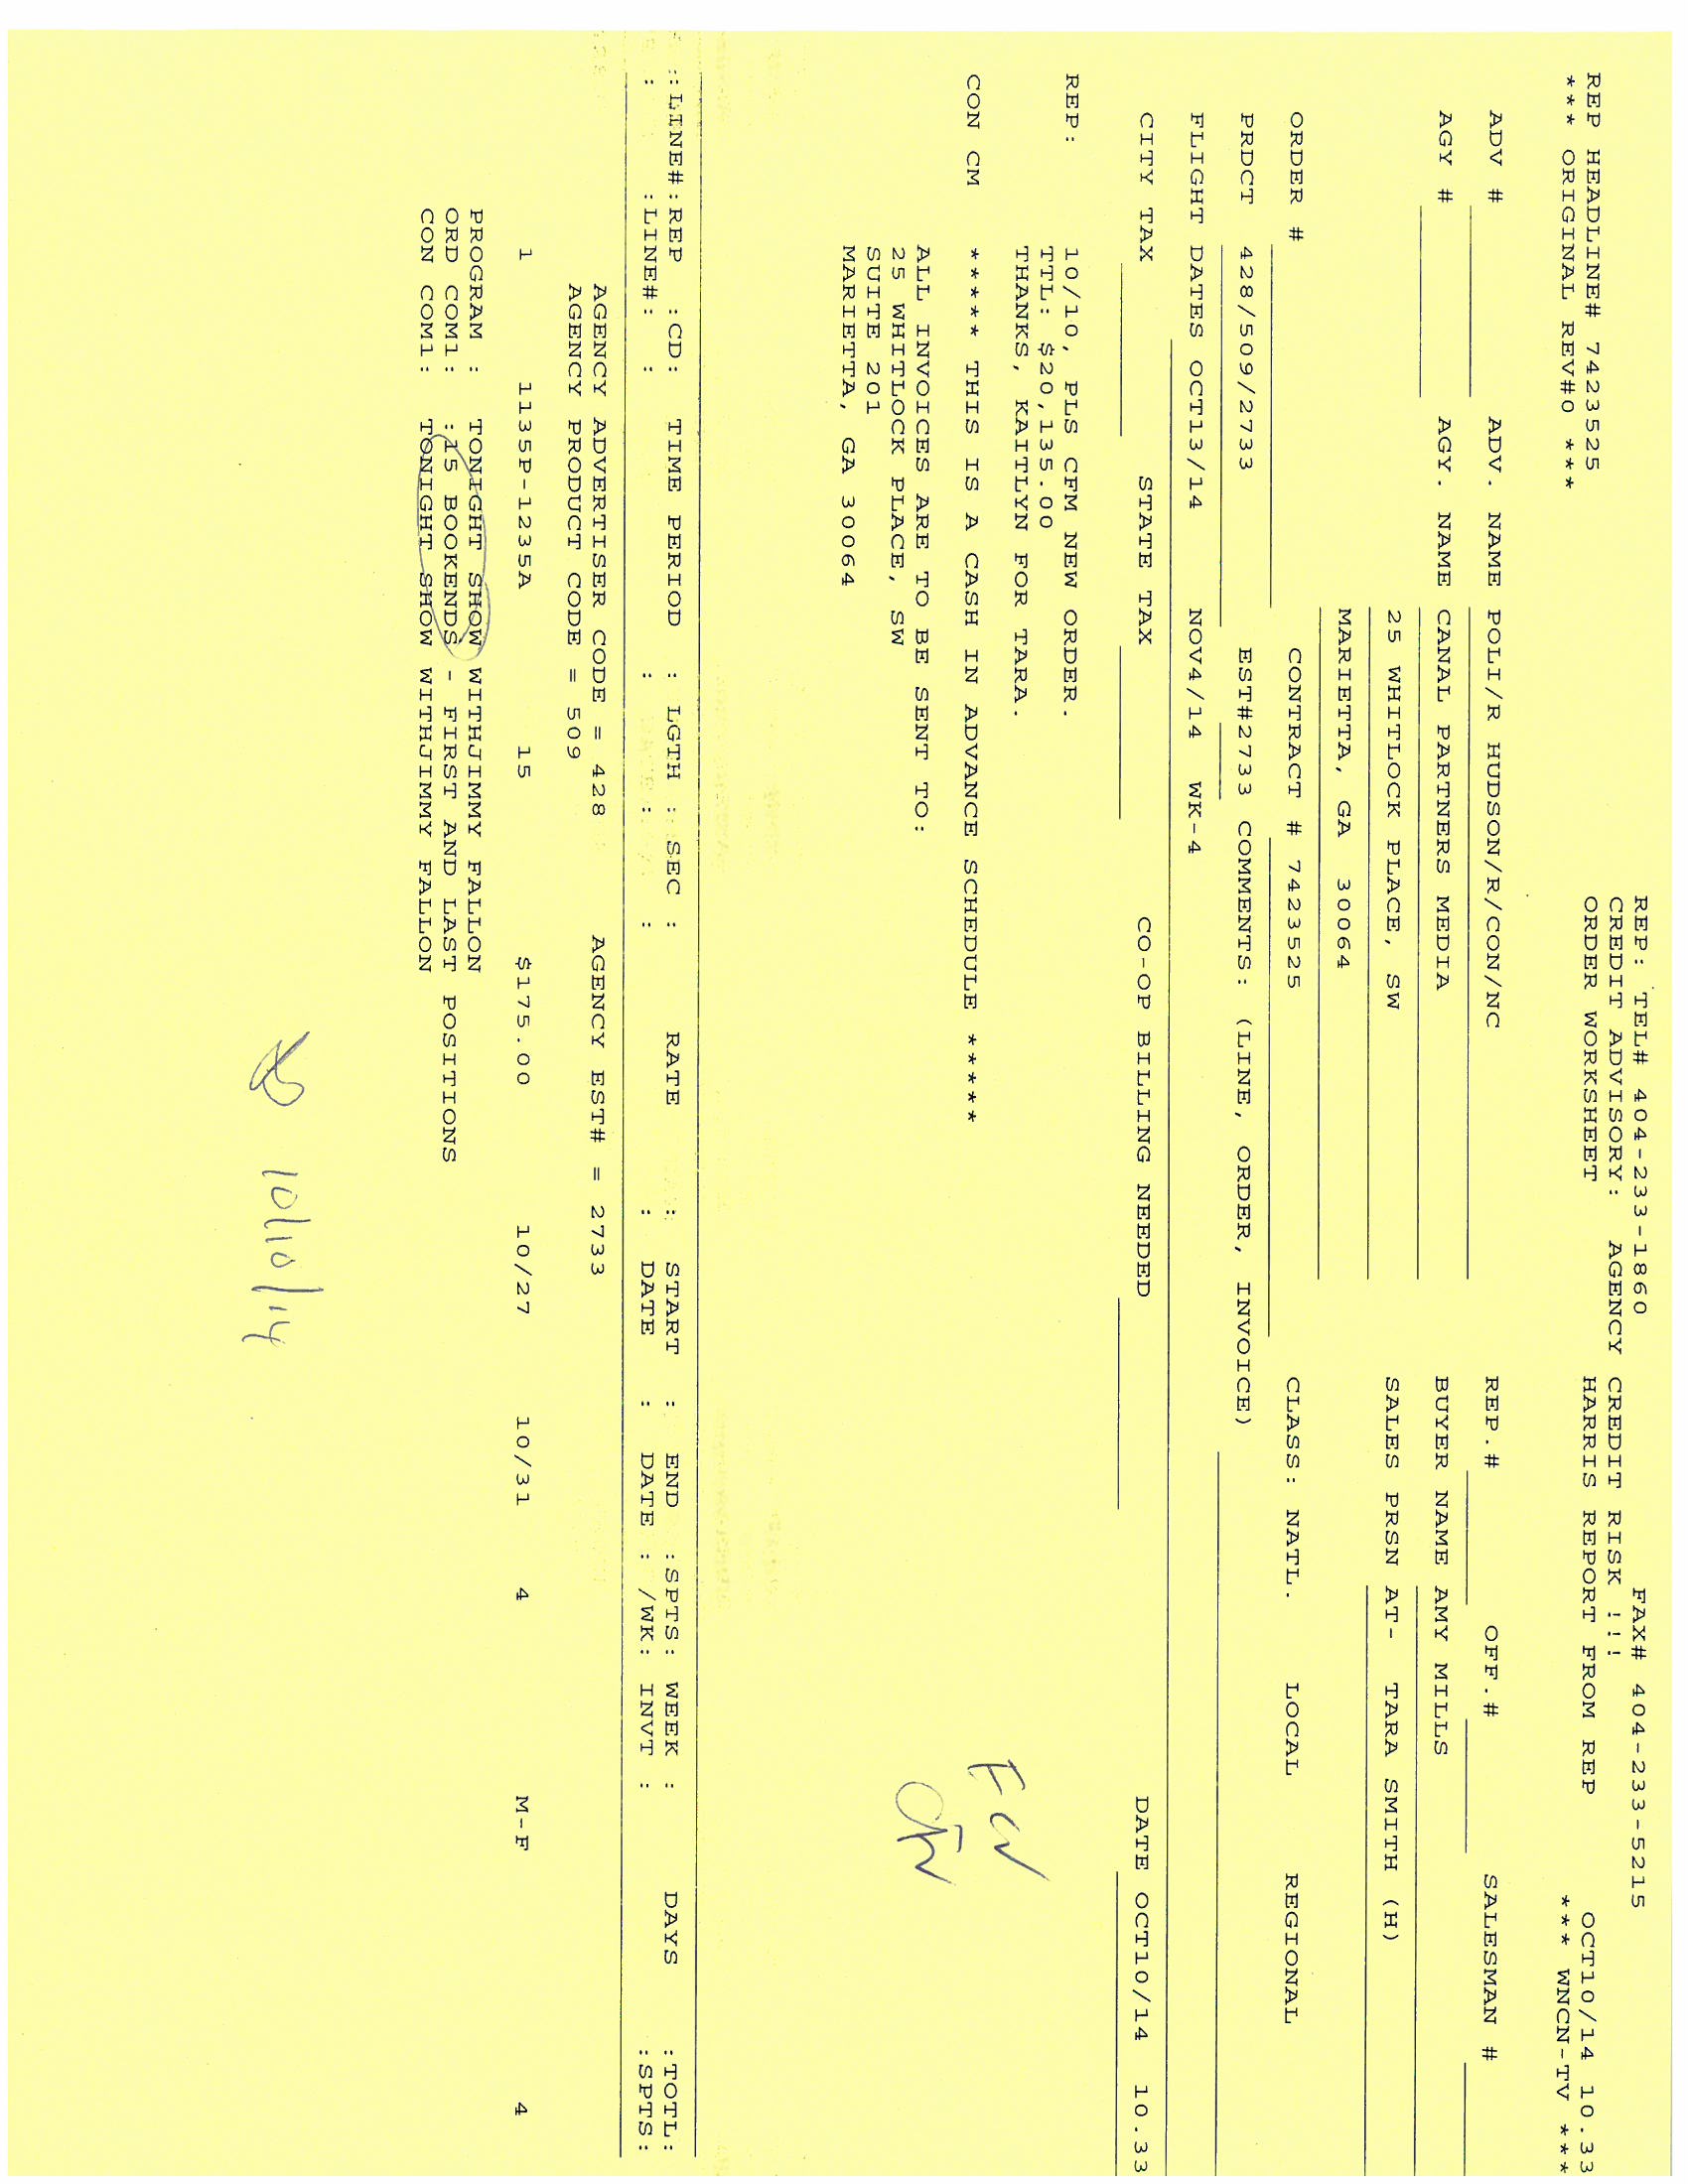 REP: TEL# 404-233-1860 FAX# 404-233-5215
CREDIT ADVISORY: AGENCY CREDIT RISK !!!
REP HEADLINE# 7423525 ORDER WORKSHEET HARRIS REPORT FROM REP OCT10/14 10.33
*** ORIGINAL REV#0 *** *** WNCN-TV ***
ADV # ADV. NAME POLI/R HUDSON/R/CON/NC REP.# OFF.# SALESMAN #
AGY # AGY. NAME CANAL PARTNERS MEDIA BUYER NAME AMY MILLS
25 WHITLOCK PLACE, SW SALES PRSN AT- TARA SMITH (H)
MARIETTA, GA 30064
ORDER # CONTRACT # 7423525 CLASS: NATL. LOCAL REGIONAL
PRDCT 428/509/2733 EST#2733 COMMENTS: (LINE, ORDER, INVOICE)
FLIGHT DATES OCT13/14 NOV4/14 WK-4
CITY TAX STATE TAX CO-OP BILLING NEEDED DATE OCT10/14 10.33
REP: 10/10, PLS CFM NEW ORDER.
TTL: $20,135.00
THANKS, KAITLYN FOR TARA.
CON CM ***** THIS IS A CASH IN ADVANCE SCHEDULE *****
ALL INVOICES ARE TO BE SENT TO:
25 WHITLOCK PLACE, SW
SUITE 201
MARIETTA, GA 30064
::LINE#:REP :CD: TIME PERIOD : LGTH : SEC : RATE : START : END :SPTS: WEEK : DAYS :TOTL:
: :LINE#: : : : : : DATE : DATE : /WK: INVT : :SPTS:
AGENCY ADVERTISER CODE = 428 AGENCY EST# = 2733
AGENCY PRODUCT CODE = 509
1 1135P-1235A 15 $175.00 10/27 10/31 4 M-F 4
PROGRAM : TONIGHT SHOW WITHJIMMY FALLON
ORD COM1: :15 BOOKENDS - FIRST AND LAST POSITIONS
CON COM1: TONIGHT SHOW WITHJIMMY FALLON
10/10/14